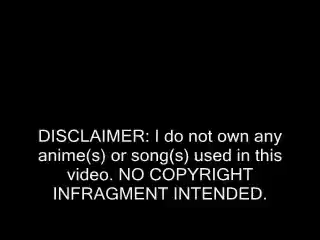 DISCLAIMER: I do not own any
anime(s) or song(s) used in this
video. NO COPYRIGHT
INFRAGMENT INTENDED.